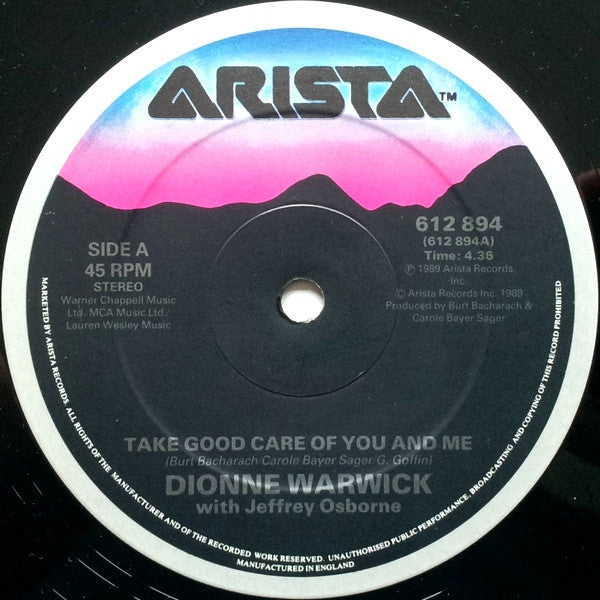 ARISTA™
SIDE A
45 RPM
STEREO
Warner Chappell Music
Ltd. MCA Music Ltd./
Lauren Wesley Music
612 894
(612 894A)
Time: 4.36
℗ 1989 Arista Records
Inc.
© Arista Records Inc. 1989
Produced by Burt Bacharach &
Carole Bayer Sager
TAKE GOOD CARE OF YOU AND ME
(Burt Bacharach/Carole Bayer Sager/G. Goffin)
DIONNE WARWICK
with Jeffrey Osborne
MARKETED BY ARISTA RECORDS. ALL RIGHTS OF THE MANUFACTURER AND OF THE RECORDED WORK RESERVED. UNAUTHORISED PUBLIC PERFORMANCE, BROADCASTING AND COPYING OF THIS RECORD PROHIBITED
MANUFACTURED IN ENGLAND